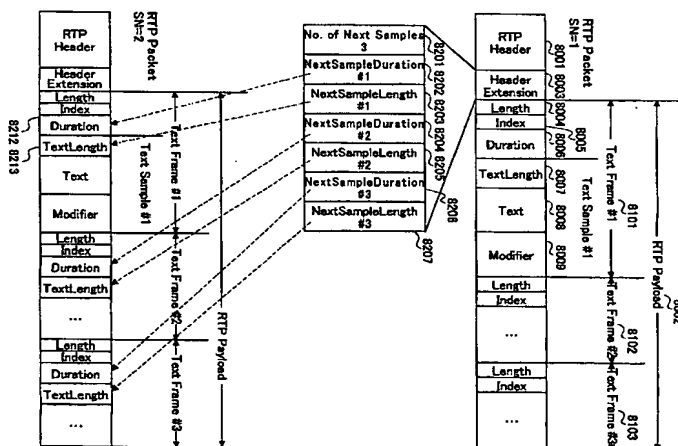 RTP Packet
SN=2
RTP
Header
Header
Extension
Length
Index
Duration
TextLength
Text
Modifier
Length
Index
Duration
TextLength
...
Length
Index
Duration
TextLength
...
8212
8213
Text Frame #1
Text Sample #1
Text Frame #2
Text Frame #3
RTP Payload
No. of Next Samples
3
NextSampleDuration
#1
NextSampleLength
#1
NextSampleDuration
#2
NextSampleLength
#2
NextSampleDuration
#3
NextSampleLength
#3
8201
8202
8203
8204
8205
8206
8207
RTP Packet
SN=1
RTP
Header
Header
Extension
Length
Index
Duration
TextLength
Text
Modifier
Length
Index
...
Length
Index
...
8001
8003
8004
8005
8006
8007
8008
8009
Text Frame #1
8101
Text Sample #1
Text Frame #2
8102
Text Frame #3
8103
RTP Payload
8002